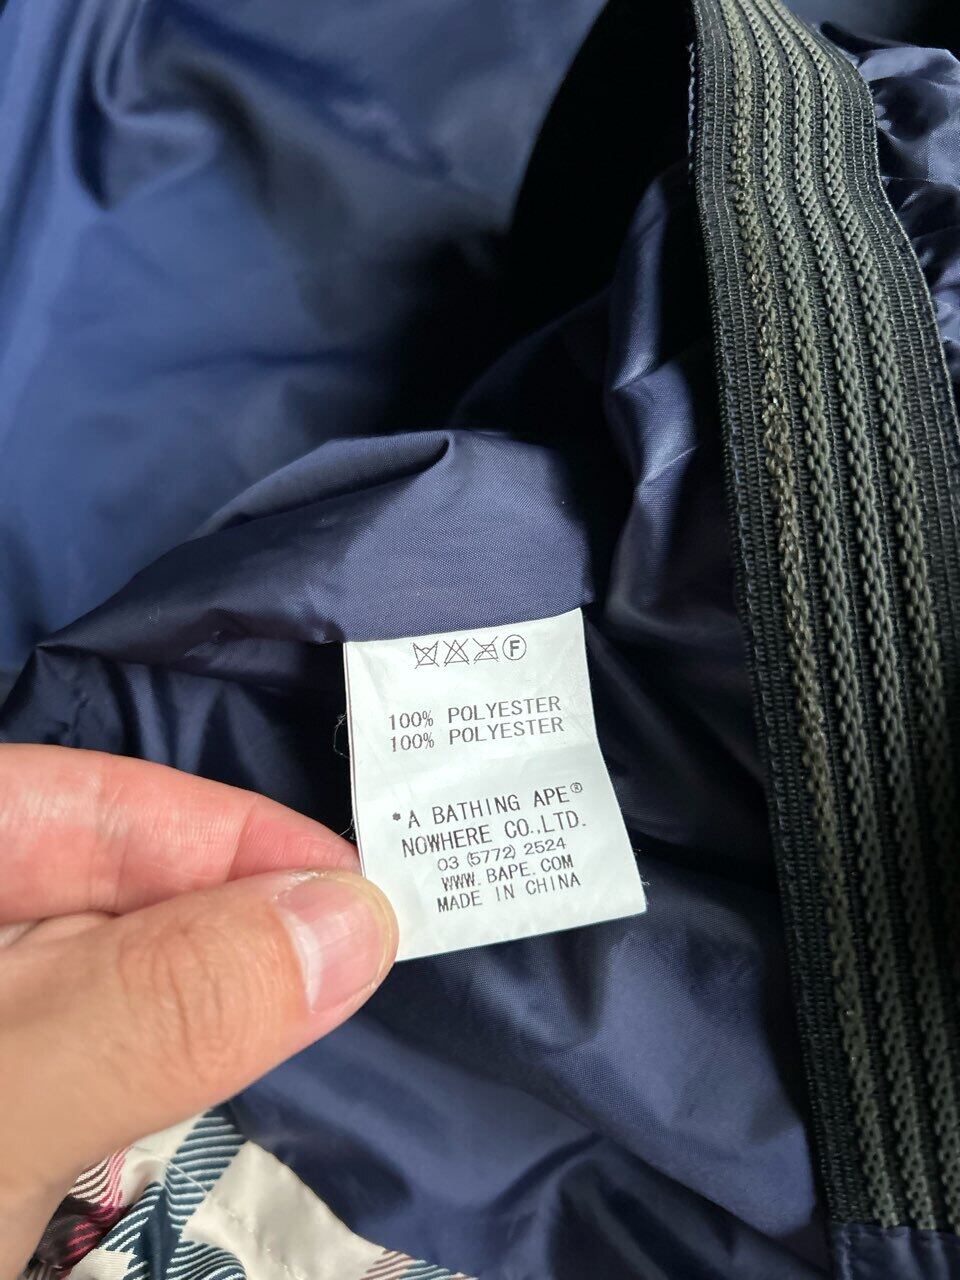 F
100% POLYESTER
100% POLYESTER
*A BATHING APE®
NOWHERE CO.,LTD.
03 (5772) 2524
WWW.BAPE.COM
MADE IN CHINA